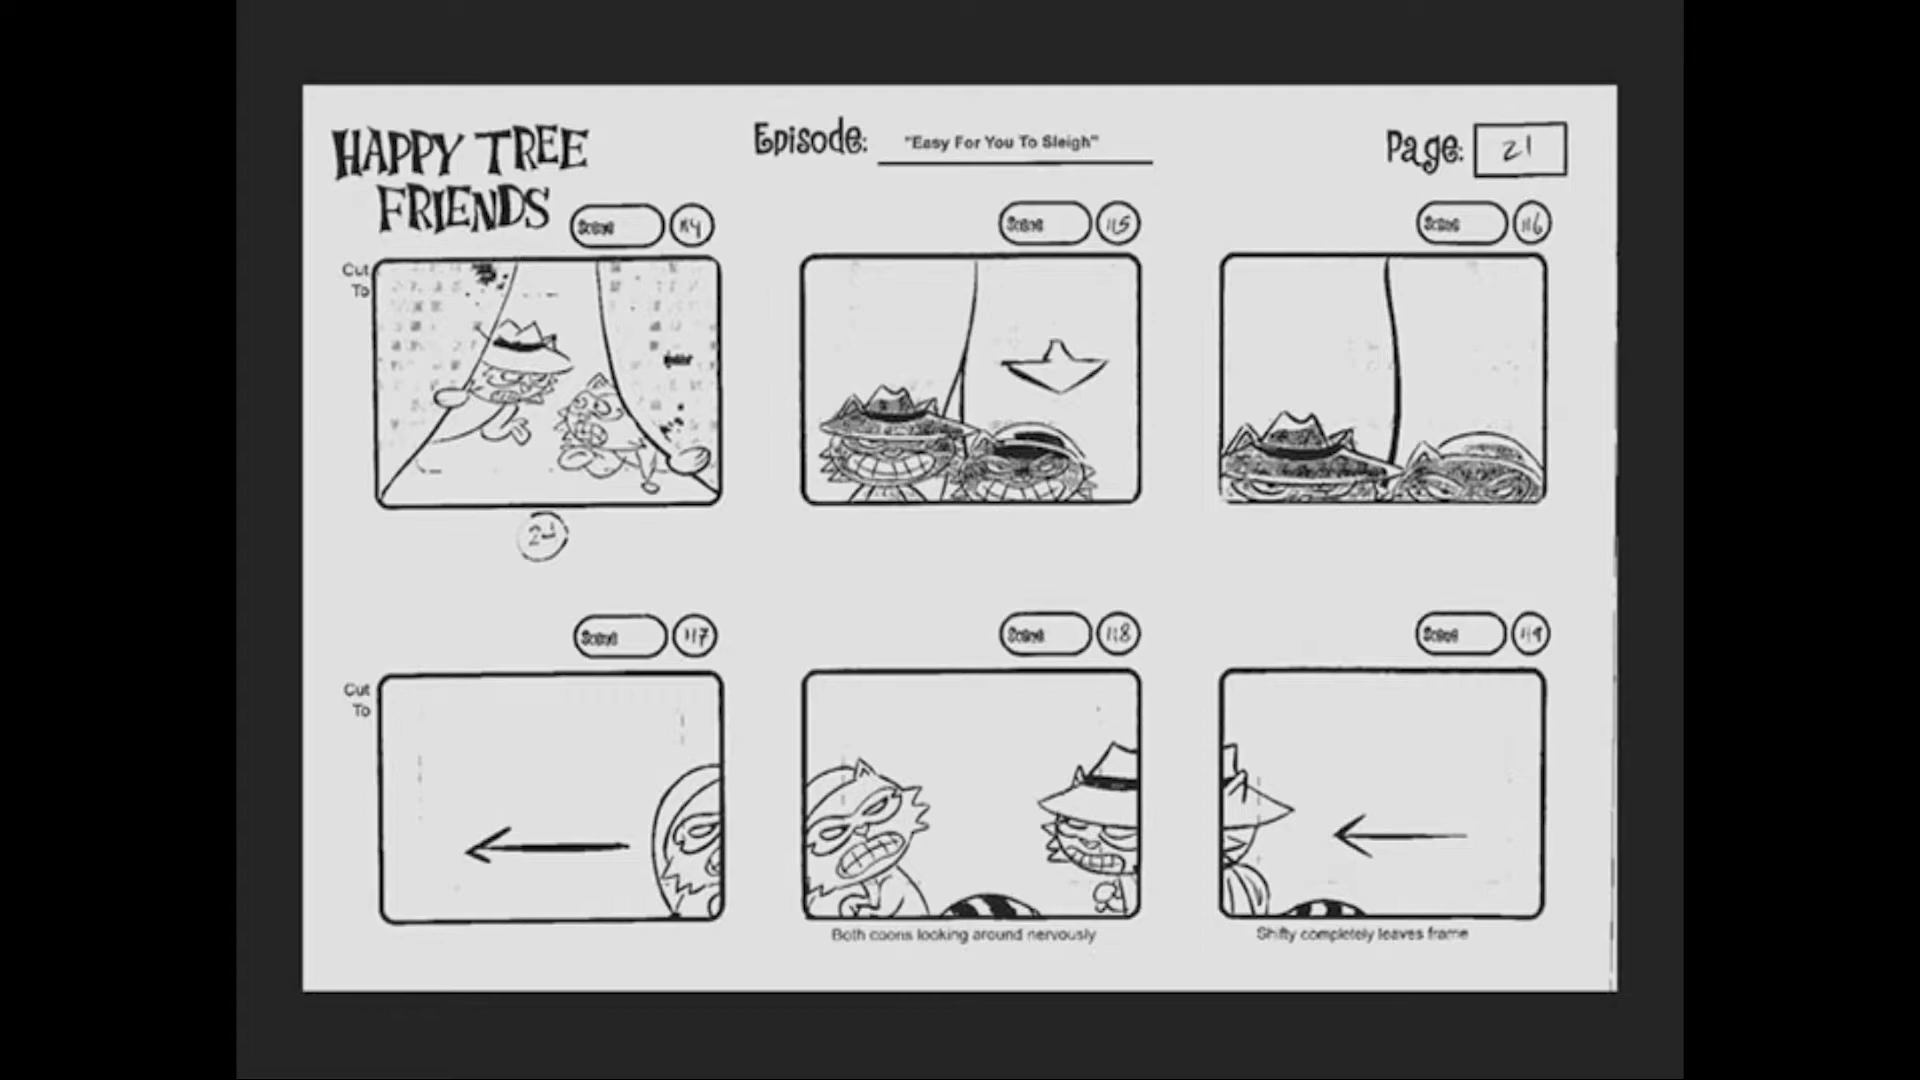 HAPPY TREE
FRIENDS
Episode: "Easy For You To Sleigh"
Page: 21
Scene 114
Scene 115
Scene 116
Cut
To
2nd
Scene 117
Scene 118
Scene 119
Cut
To
Both coons looking around nervously
Shifty completely leaves frame